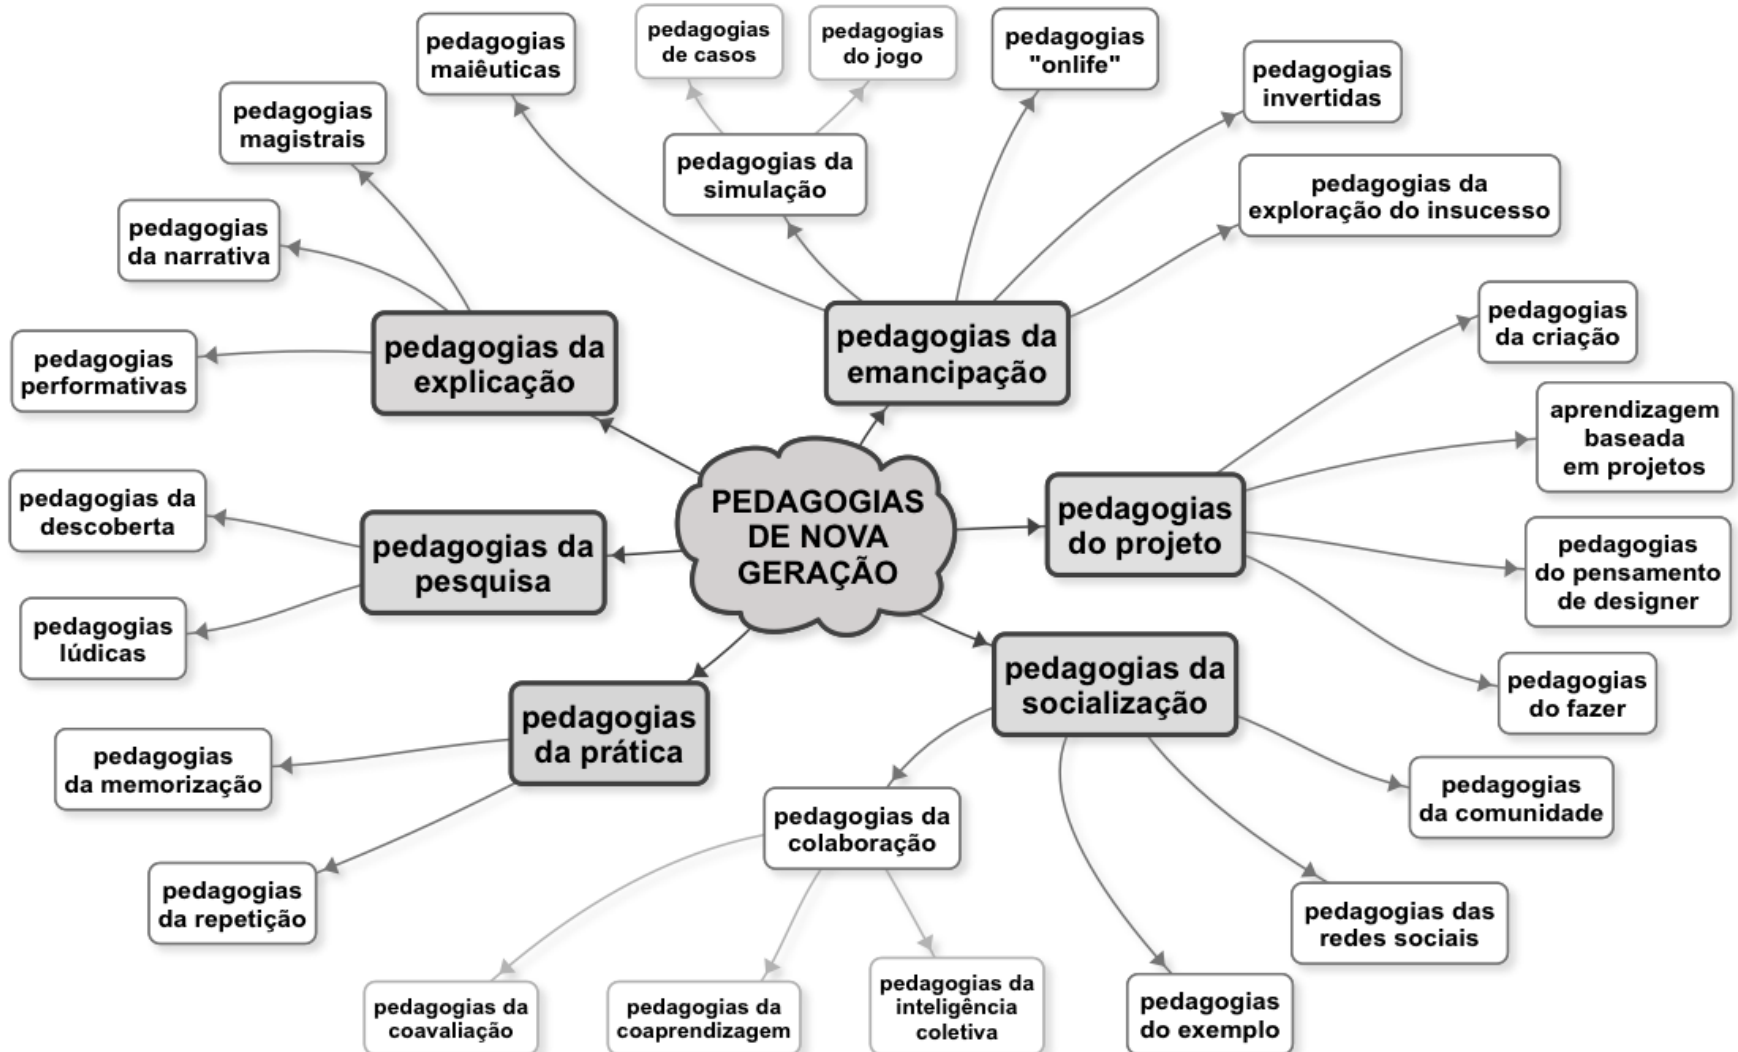 pedagogias
maiêuticas
pedagogias
de casos
pedagogias
do jogo
pedagogias
"onlife"
pedagogias
invertidas
pedagogias
magistrais
pedagogias da
simulação
pedagogias da
exploração do insucesso
pedagogias
da narrativa
pedagogias
performativas
pedagogias da
explicação
pedagogias da
emancipação
pedagogias
da criação
aprendizagem
baseada
em projetos
pedagogias da
descoberta
pedagogias da
pesquisa
PEDAGOGIAS
DE NOVA
GERAÇÃO
pedagogias
do projeto
pedagogias
do pensamento
de designer
pedagogias
lúdicas
pedagogias
da prática
pedagogias da
socialização
pedagogias
do fazer
pedagogias
da memorização
pedagogias da
colaboração
pedagogias
da comunidade
pedagogias
da repetição
pedagogias das
redes sociais
pedagogias da
coavaliação
pedagogias da
coaprendizagem
pedagogias da
inteligência
coletiva
pedagogias
do exemplo